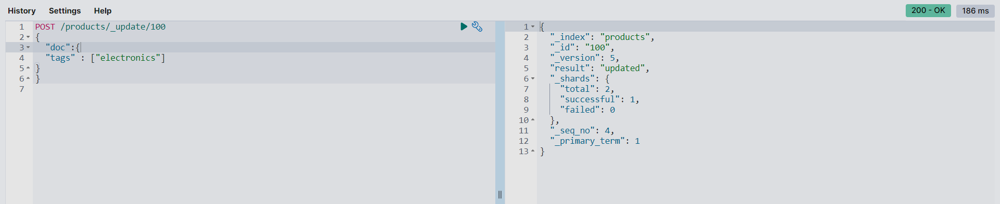 History Settings Help 200 - OK 186 ms
1 POST /products/_update/100
2 {
3 "doc":{
4 "tags" : ["electronics"]
5 }
6 }
7
1 {
2 "_index": "products",
3 "_id": "100",
4 "_version": 5,
5 "result": "updated",
6 "_shards": {
7 "total": 2,
8 "successful": 1,
9 "failed": 0
10 },
11 "_seq_no": 4,
12 "_primary_term": 1
13 }